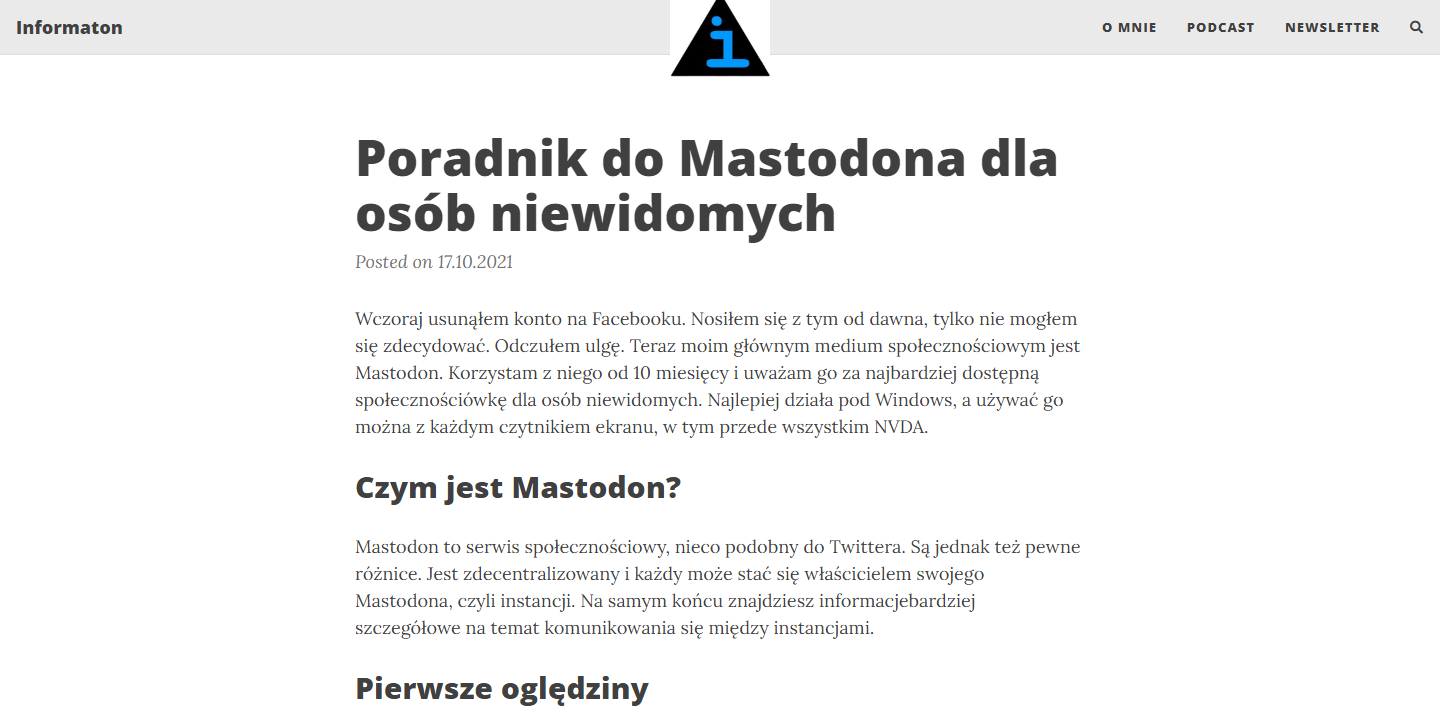 Informaton
i
O MNIE
PODCAST
NEWSLETTER
Poradnik do Mastodona dla
osób niewidomych
Posted on 17.10.2021
Wczoraj usunąłem konto na Facebooku. Nosiłem się z tym od dawna, tylko nie mogłem
się zdecydować. Odczułem ulgę. Teraz moim głównym medium społecznościowym jest
Mastodon. Korzystam z niego od 10 miesięcy i uważam go za najbardziej dostępną
społecznościówkę dla osób niewidomych. Najlepiej działa pod Windows, a używać go
można z każdym czytnikiem ekranu, w tym przede wszystkim NVDA.
Czym jest Mastodon?
Mastodon to serwis społecznościowy, nieco podobny do Twittera. Są jednak też pewne
różnice. Jest zdecentralizowany i każdy może stać się właścicielem swojego
Mastodona, czyli instancji. Na samym końcu znajdziesz informacjebardziej
szczegółowe na temat komunikowania się między instancjami.
Pierwsze oględziny